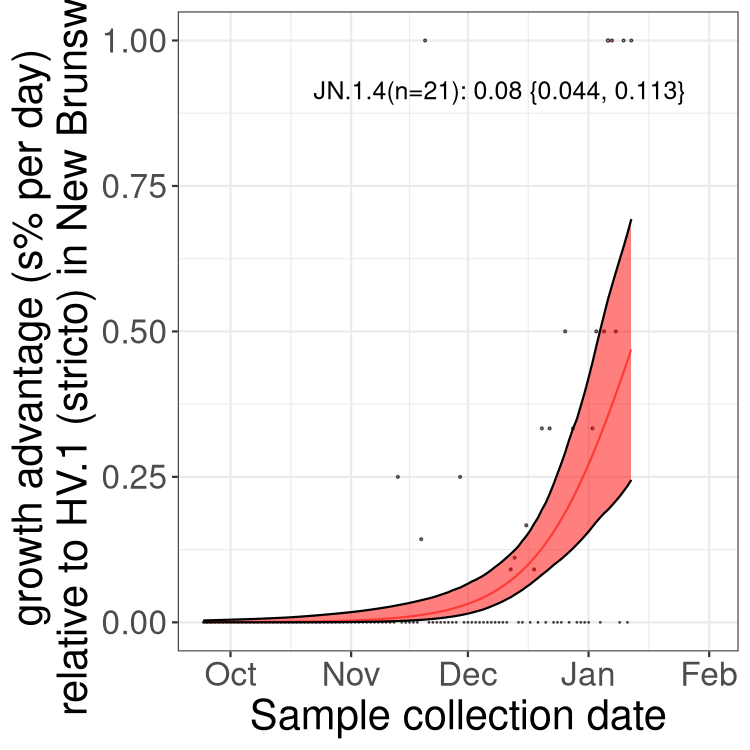 growth advantage (s% per day)
relative to HV.1 (stricto) in New Brunsw
1.00
0.75
0.50
0.25
0.00
JN.1.4(n=21): 0.08 {0.044, 0.113}
Oct Nov Dec Jan Feb
Sample collection date